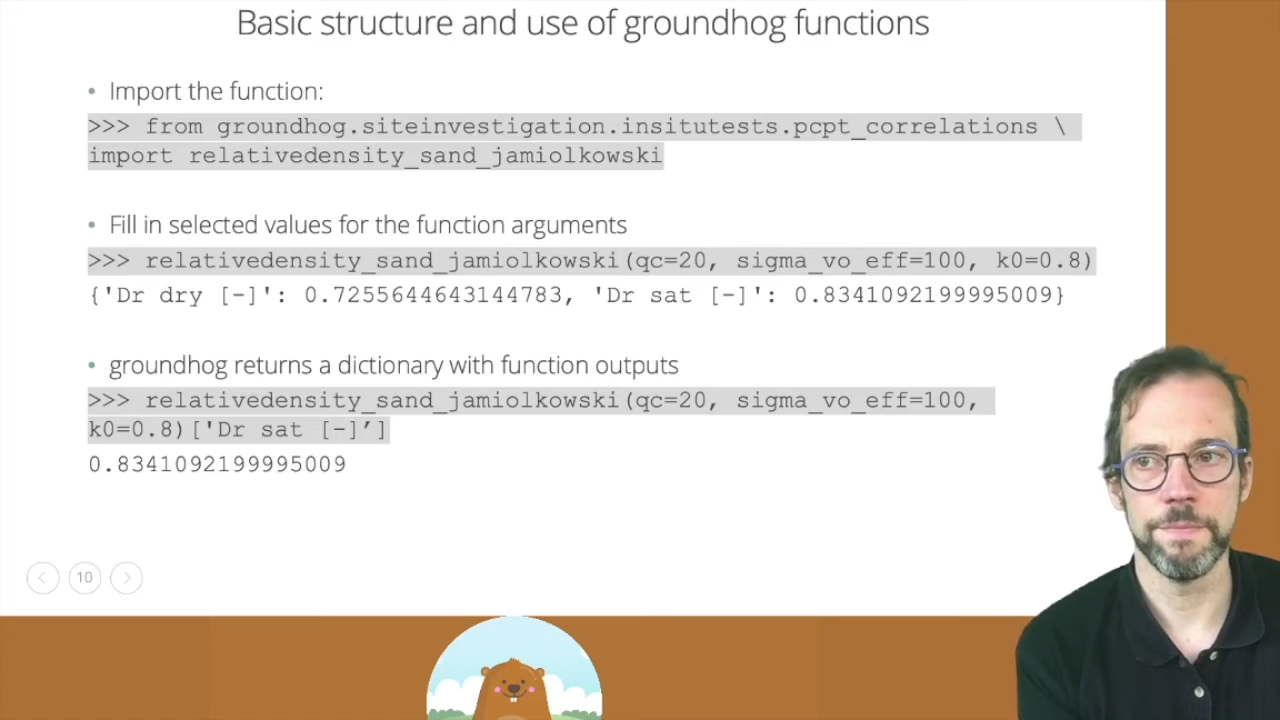 Basic structure and use of groundhog functions
• Import the function:
>>> from groundhog.siteinvestigation.insitutests.pcpt_correlations \
import relativedensity_sand_jamiolkowski
• Fill in selected values for the function arguments
>>> relativedensity_sand_jamiolkowski(qc=20, sigma_vo_eff=100, k0=0.8)
{'Dr dry [-]': 0.7255644643144783, 'Dr sat [-]': 0.8341092199995009}
• groundhog returns a dictionary with function outputs
>>> relativedensity_sand_jamiolkowski(qc=20, sigma_vo_eff=100,
k0=0.8)['Dr sat [-]’]
0.8341092199995009
10